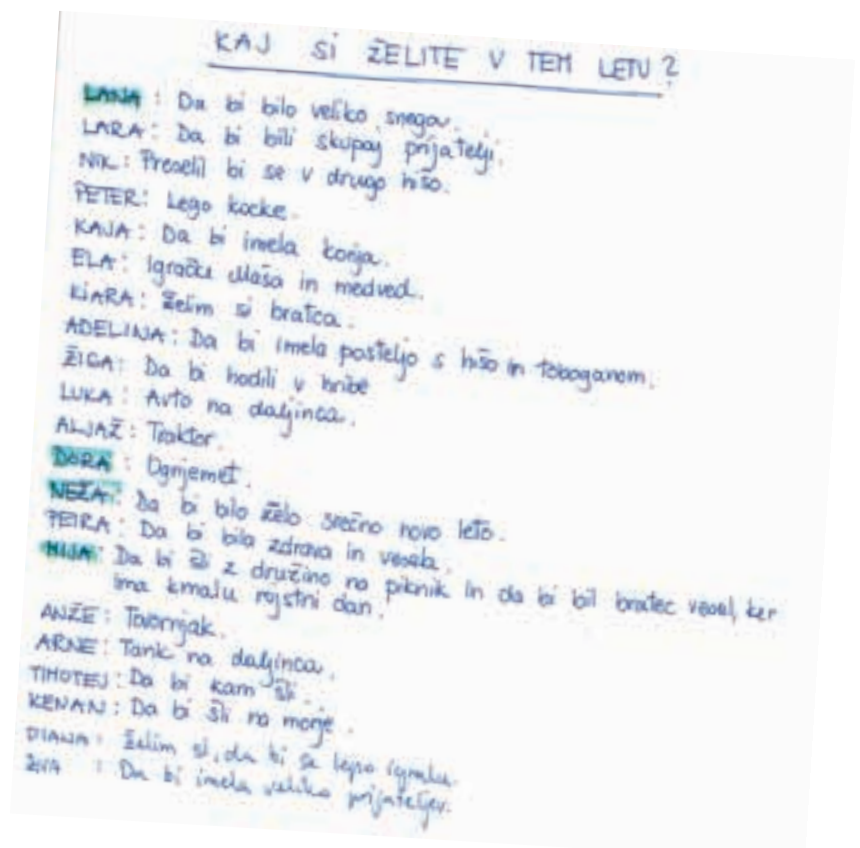 KAJ SI ŽELITE V TEM LETU?
LANA: Da bi bilo veliko snega.
LARA: Da bi bili skupaj prijatelji.
NIK: Preselil bi se v drugo hišo.
PETER: Lego kocke.
KAJA: Da bi imela konja.
ELA: Igračke Maša in medved.
KIARA: Želim si bratca.
ADELINA: Da bi imela posteljo s hišo in toboganom.
ŽIGA: Da bi hodili v hribe
LUKA: Avto na daljinca.
ALJAŽ: Traktor.
DORA: Ognjemet.
NEŽA: Da bi bilo zelo srečno novo leto.
PETRA: Da bi bila zdrava in vesela.
MIJA: Da bi šli z družino na piknik in da bi bil bratec vesel, ker
ima kmalu rojstni dan.
ANŽE: Tovornjak.
ARNE: Tank na daljinca.
TIMOTEJ: Da bi kam šli.
KENAN: Da bi šli na morje.
DIANA: Želim si, da bi se lepo igrala.
ŽIVA: Da bi imela veliko prijateljev.